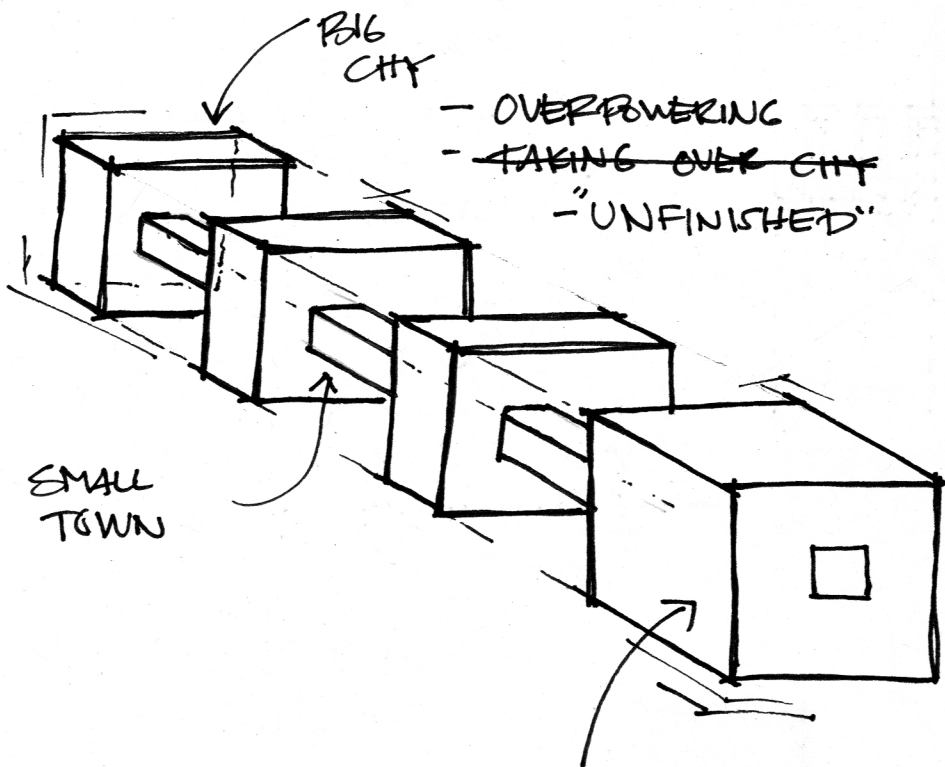 BIG
CITY
- OVERPOWERING
- TAKING OVER CITY
- "UNFINISHED"
SMALL
TOWN